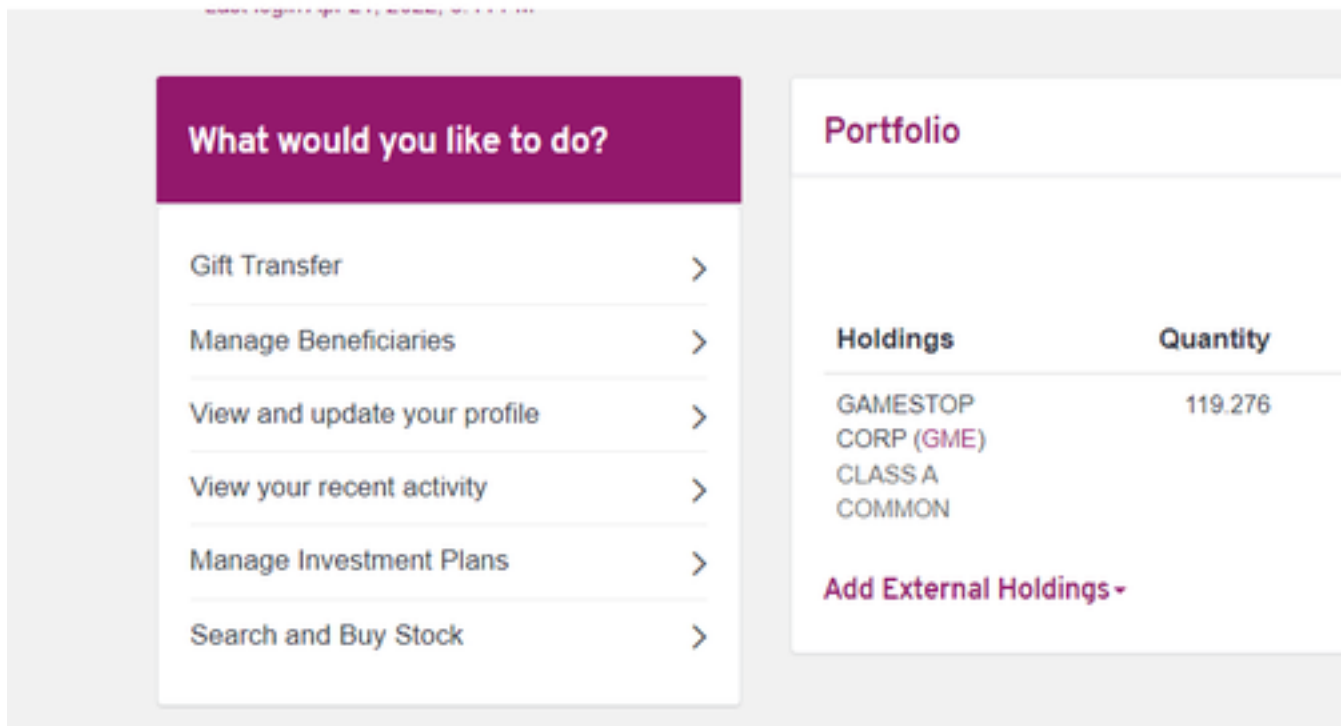 What would you like to do?
Gift Transfer
Manage Beneficiaries
View and update your profile
View your recent activity
Manage Investment Plans
Search and Buy Stock
Portfolio
Holdings Quantity
GAMESTOP 119.276
CORP (GME)
CLASS A
COMMON
Add External Holdings